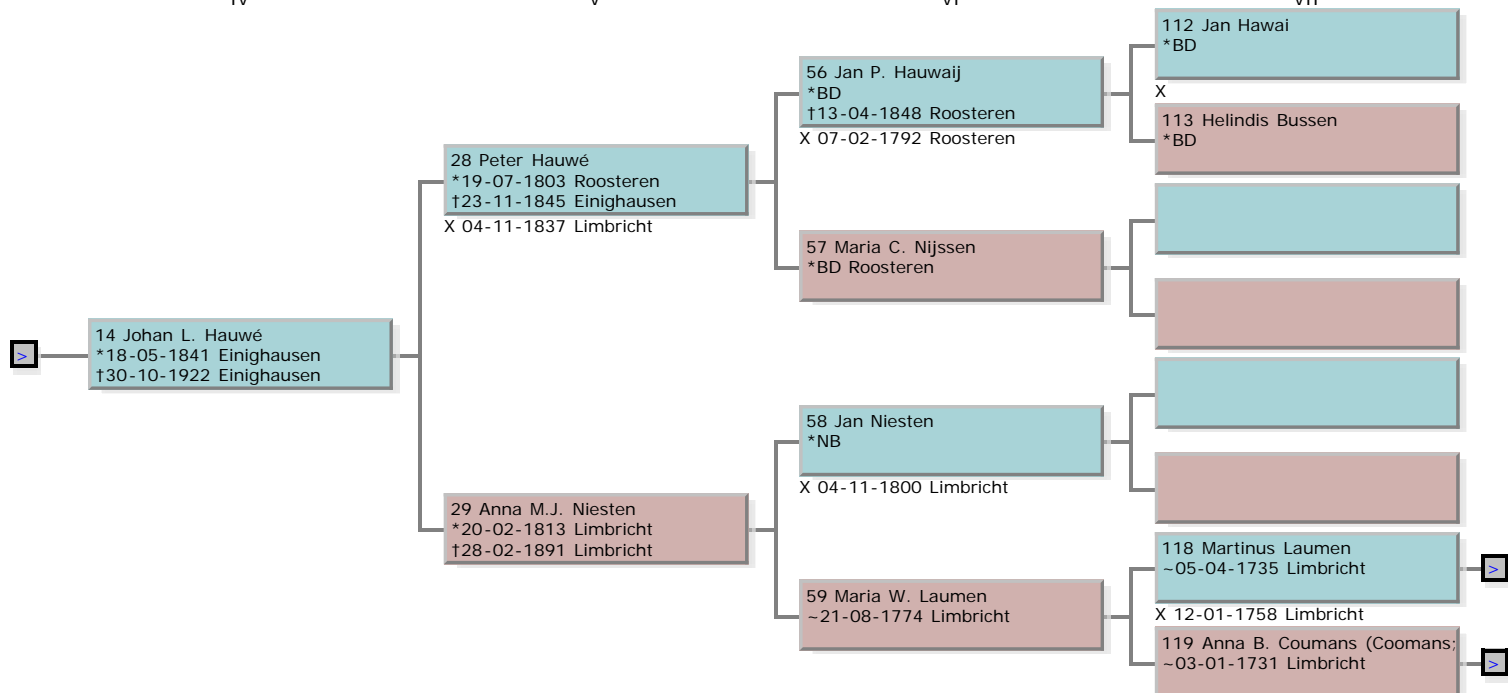 IV
V
VI
VII
112 Jan Hawai
*BD
56 Jan P. Hauwaij
*BD
†13-04-1848 Roosteren
X
X 07-02-1792 Roosteren
113 Helindis Bussen
*BD
28 Peter Hauwé
*19-07-1803 Roosteren
†23-11-1845 Einighausen
X 04-11-1837 Limbricht
57 Maria C. Nijssen
*BD Roosteren
14 Johan L. Hauwé
*18-05-1841 Einighausen
†30-10-1922 Einighausen
>
58 Jan Niesten
*NB
X 04-11-1800 Limbricht
29 Anna M.J. Niesten
*20-02-1813 Limbricht
†28-02-1891 Limbricht
118 Martinus Laumen
~05-04-1735 Limbricht
>
59 Maria W. Laumen
~21-08-1774 Limbricht
X 12-01-1758 Limbricht
119 Anna B. Coumans (Coomans;
~03-01-1731 Limbricht
>